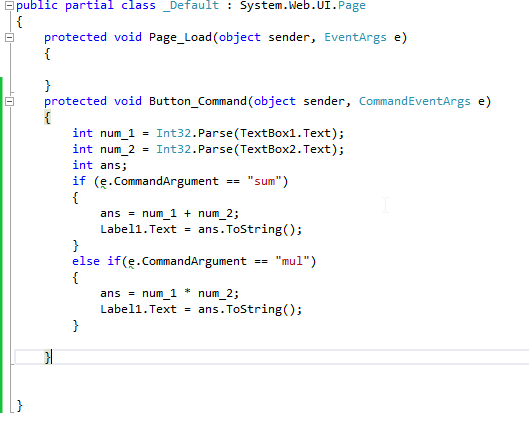 public partial class _Default : System.Web.UI.Page
{
    protected void Page_Load(object sender, EventArgs e)
    {
    }
    protected void Button_Command(object sender, CommandEventArgs e)
    {
        int num_1 = Int32.Parse(TextBox1.Text);
        int num_2 = Int32.Parse(TextBox2.Text);
        int ans;
        if (e.CommandArgument == "sum")
        {
            ans = num_1 + num_2;
            Label1.Text = ans.ToString();
        }
        else if(e.CommandArgument == "mul")
        {
            ans = num_1 * num_2;
            Label1.Text = ans.ToString();
        }
    }
}